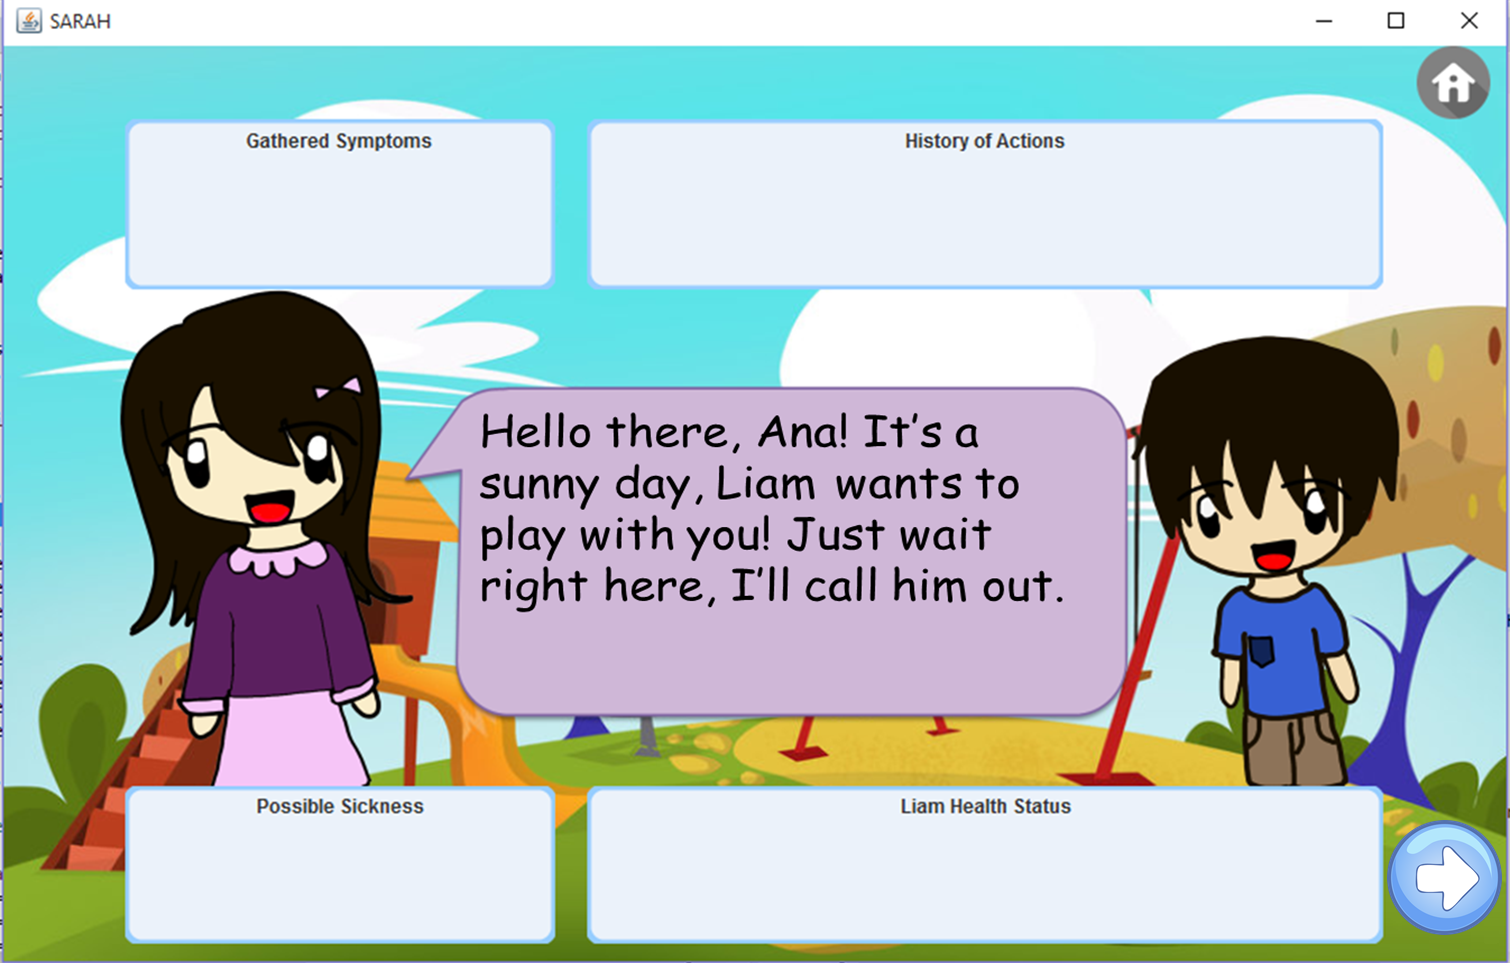 SARAH
Gathered Symptoms
History of Actions
Hello there, Ana! It's a
sunny day, Liam wants to
play with you! Just wait
right here, I'll call him out.
Possible Sickness
Liam Health Status